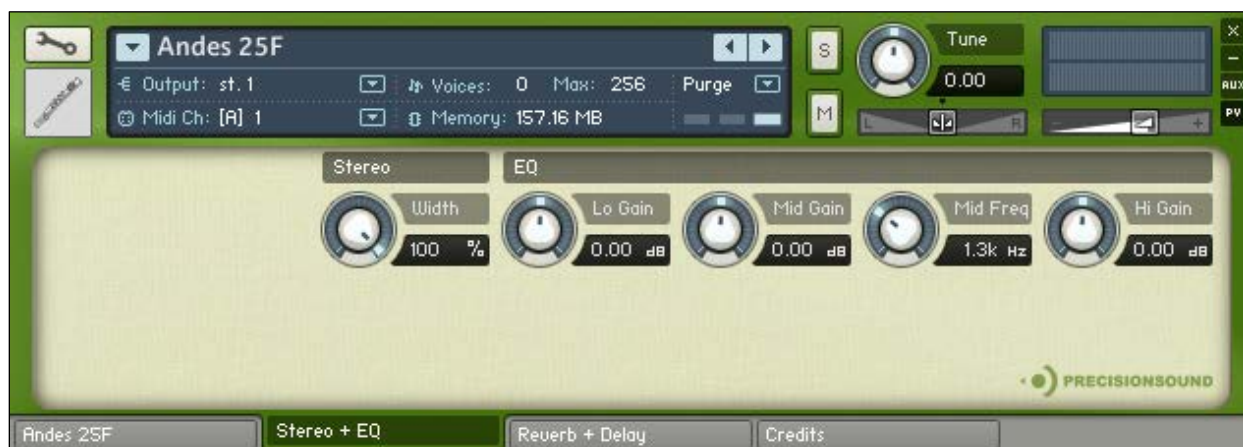 Andes 25F
S
Tune
X
-
Output: st. 1
Voices: 0 Max: 256
Purge
0.00
AUX
Midi Ch: [A] 1
Memory: 157.16 MB
M
L
R
-
+
PV
Stereo
EQ
Width
Lo Gain
Mid Gain
Mid Freq
Hi Gain
100 %
0.00 dB
0.00 dB
1.3k Hz
0.00 dB
PRECISIONSOUND
Andes 25F
Stereo + EQ
Reverb + Delay
Credits